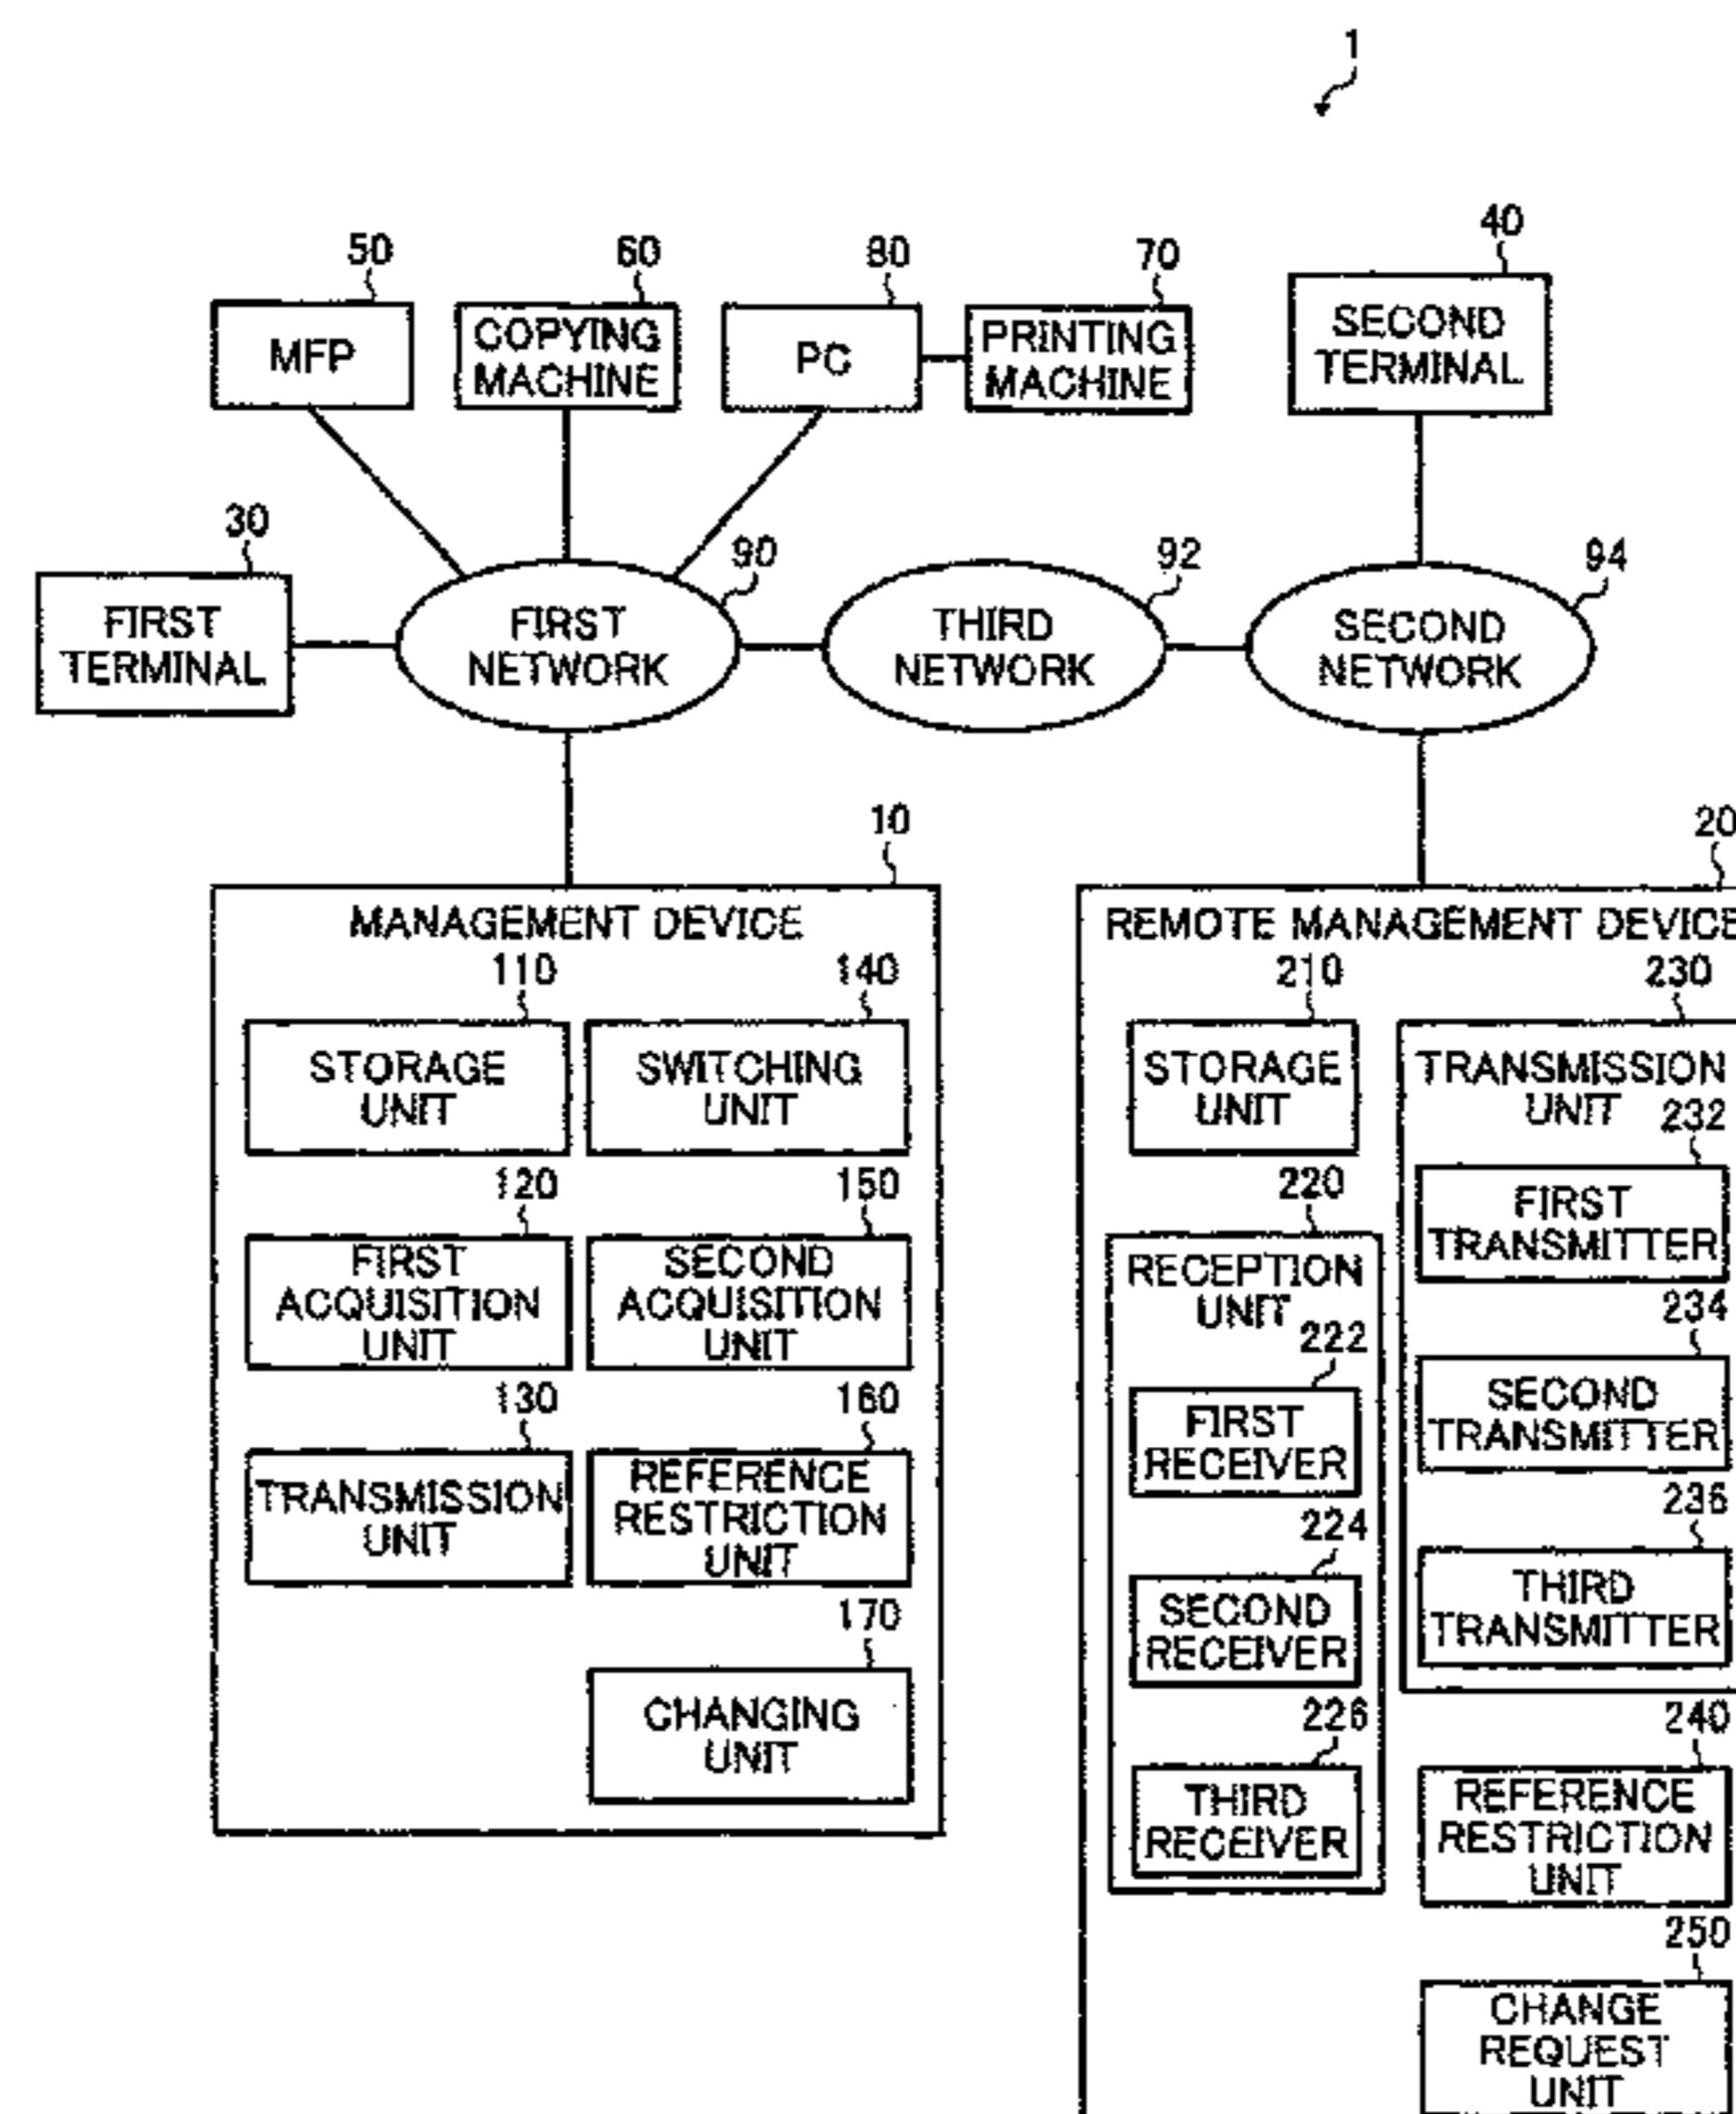 1
50
60
80
70
40
MFP
COPYING
MACHINE
PC
PRINTING
MACHINE
SECOND
TERMINAL
30
90
92
94
FIRST
TERMINAL
FIRST
NETWORK
THIRD
NETWORK
SECOND
NETWORK
10
20
MANAGEMENT DEVICE
110
140
STORAGE
UNIT
SWITCHING
UNIT
120
150
FIRST
ACQUISITION
UNIT
SECOND
ACQUISITION
UNIT
130
160
TRANSMISSION
UNIT
REFERENCE
RESTRICTION
UNIT
170
CHANGING
UNIT
REMOTE MANAGEMENT DEVICE
210
230
STORAGE
UNIT
TRANSMISSION
UNIT
232
220
FIRST
TRANSMITTER
RECEPTION
UNIT
234
222
SECOND
TRANSMITTER
FIRST
RECEIVER
236
224
THIRD
TRANSMITTER
SECOND
RECEIVER
226
240
THIRD
RECEIVER
REFERENCE
RESTRICTION
UNIT
250
CHANGE
REQUEST
UNIT